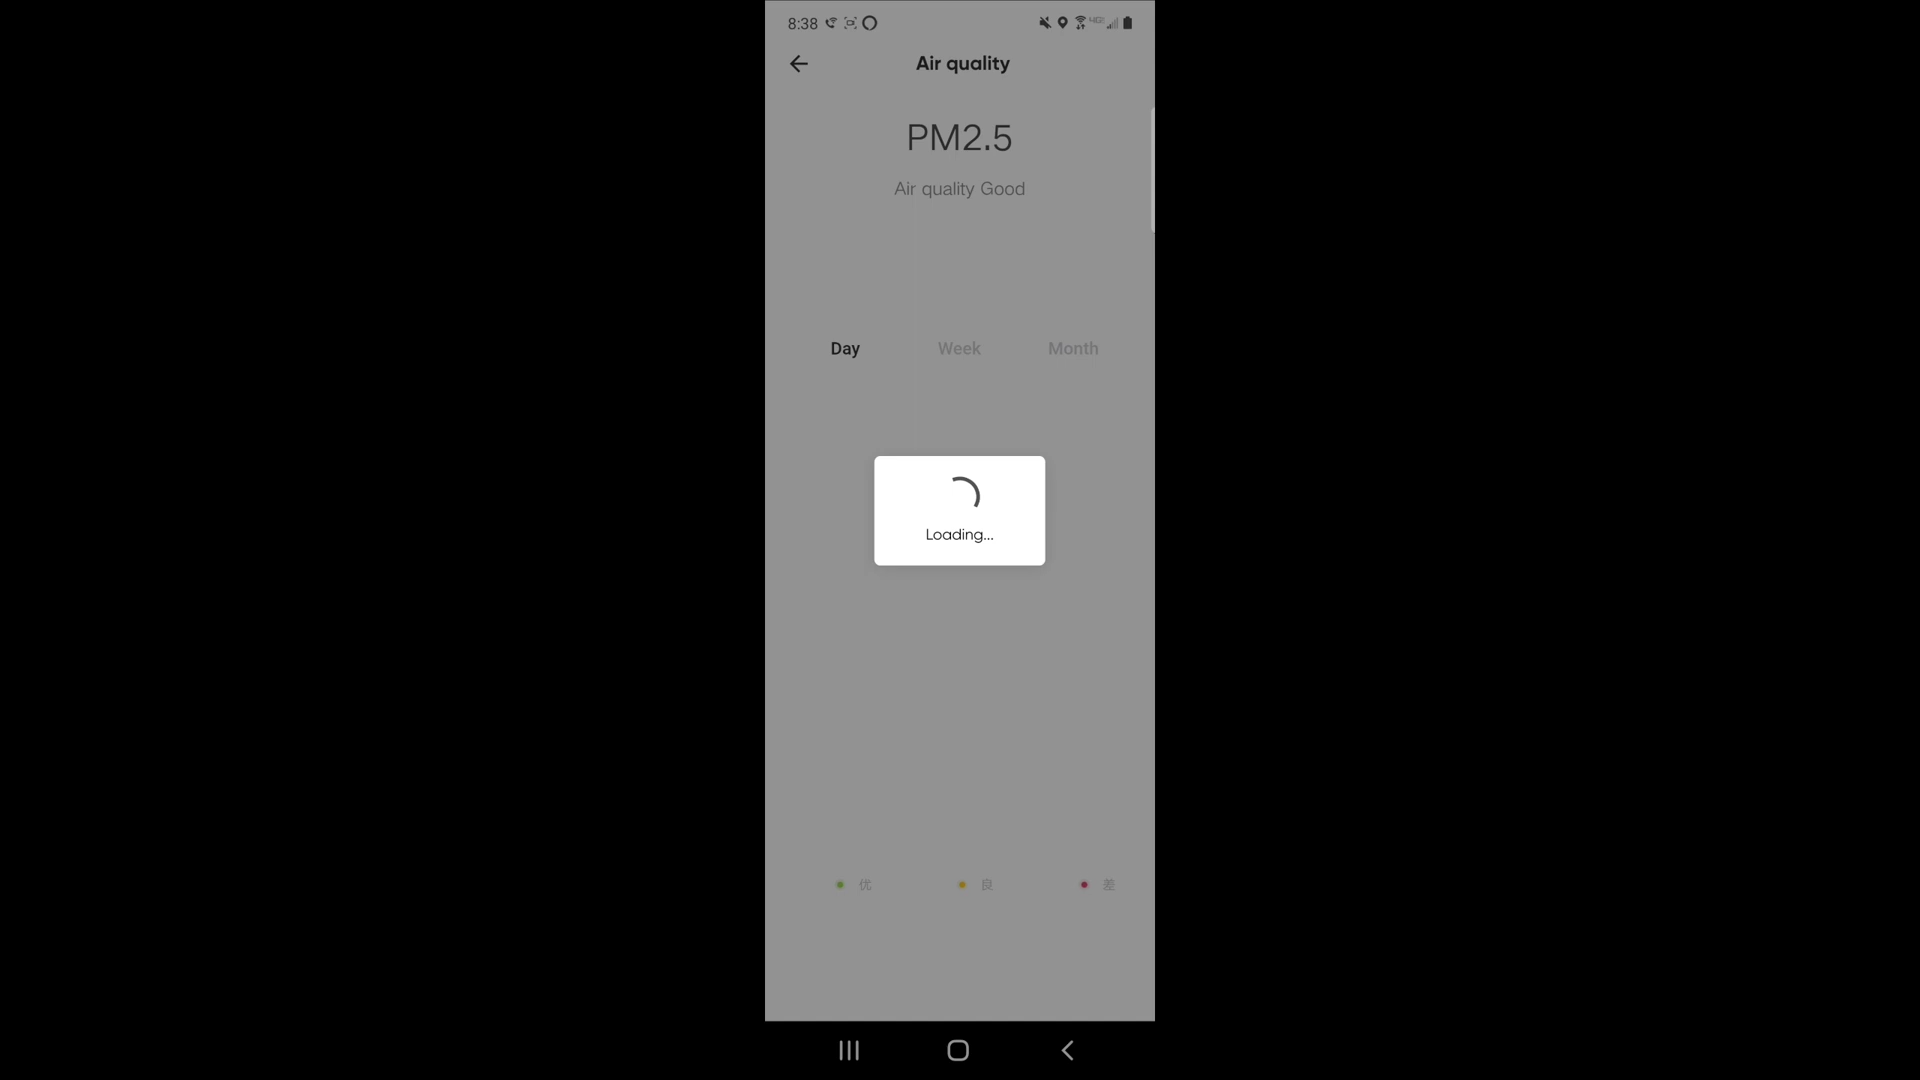 8:38
Air quality
PM2.5
Air quality Good
Day Week Month
Loading...
优 良 差